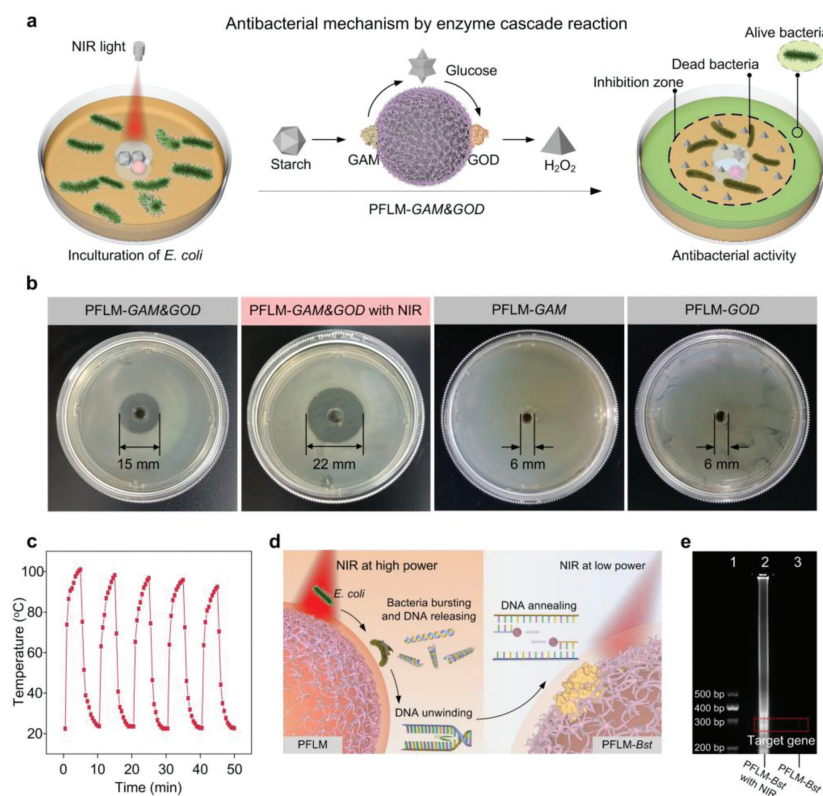 a
Antibacterial mechanism by enzyme cascade reaction
NIR light
Glucose
Starch
GAM
GOD
H₂O₂
PFLM-GAM&GOD
Inculturation of E. coli
Alive bacteria
Dead bacteria
Inhibition zone
Antibacterial activity
b
PFLM-GAM&GOD
PFLM-GAM&GOD with NIR
PFLM-GAM
PFLM-GOD
15 mm
22 mm
6 mm
6 mm
c
Temperature (°C)
100
80
60
40
20
0 10 20 30 40 50
Time (min)
d
NIR at high power
E. coli
Bacteria bursting
and DNA releasing
DNA unwinding
PFLM
NIR at low power
DNA annealing
PFLM-Bst
e
1 2 3
500 bp
400 bp
300 bp
200 bp
Target gene
PFLM-Bst
with NIR
PFLM-Bst